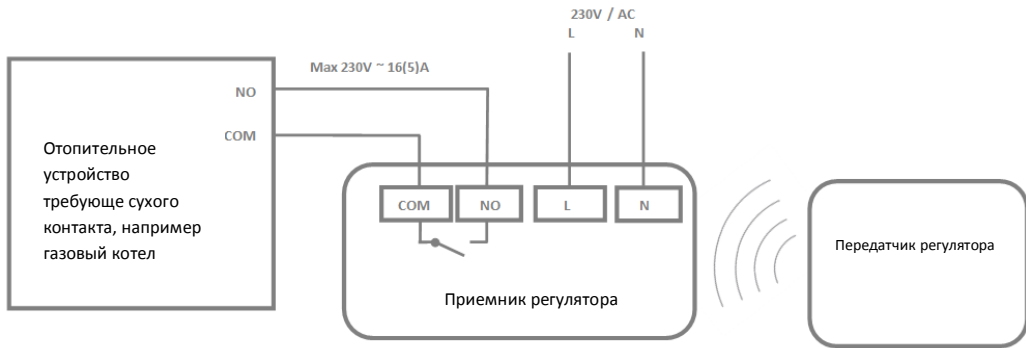 230V / AC
L N
Max 230V ~ 16(5)A
NO
COM
Отопительное
устройство
требующе сухого
контакта, например
газовый котел
COM NO L N
Приемник регулятора
Передатчик регулятора